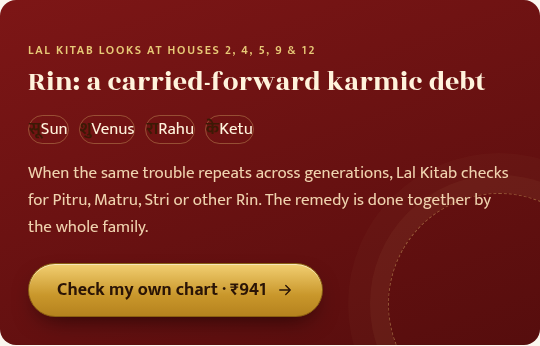 LAL KITAB LOOKS AT HOUSES 2, 4, 5, 9 & 12
Rin: a carried-forward karmic debt
Sun Venus Rahu Ketu
When the same trouble repeats across generations, Lal Kitab checks
for Pitru, Matru, Stri or other Rin. The remedy is done together by
the whole family.
Check my own chart · ₹941 →